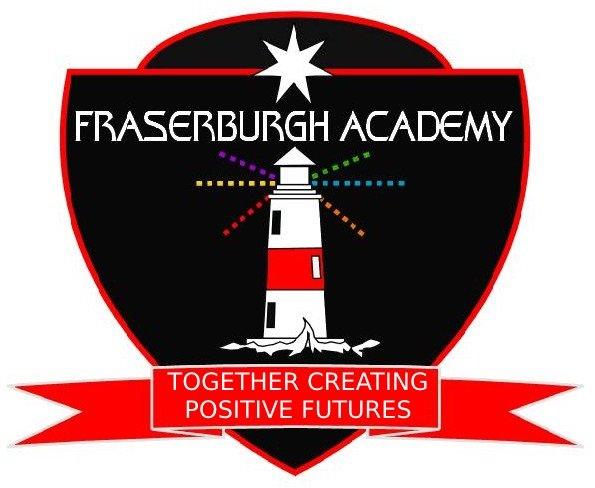 FRASERBURGH ACADEMY
TOGETHER CREATING
POSITIVE FUTURES